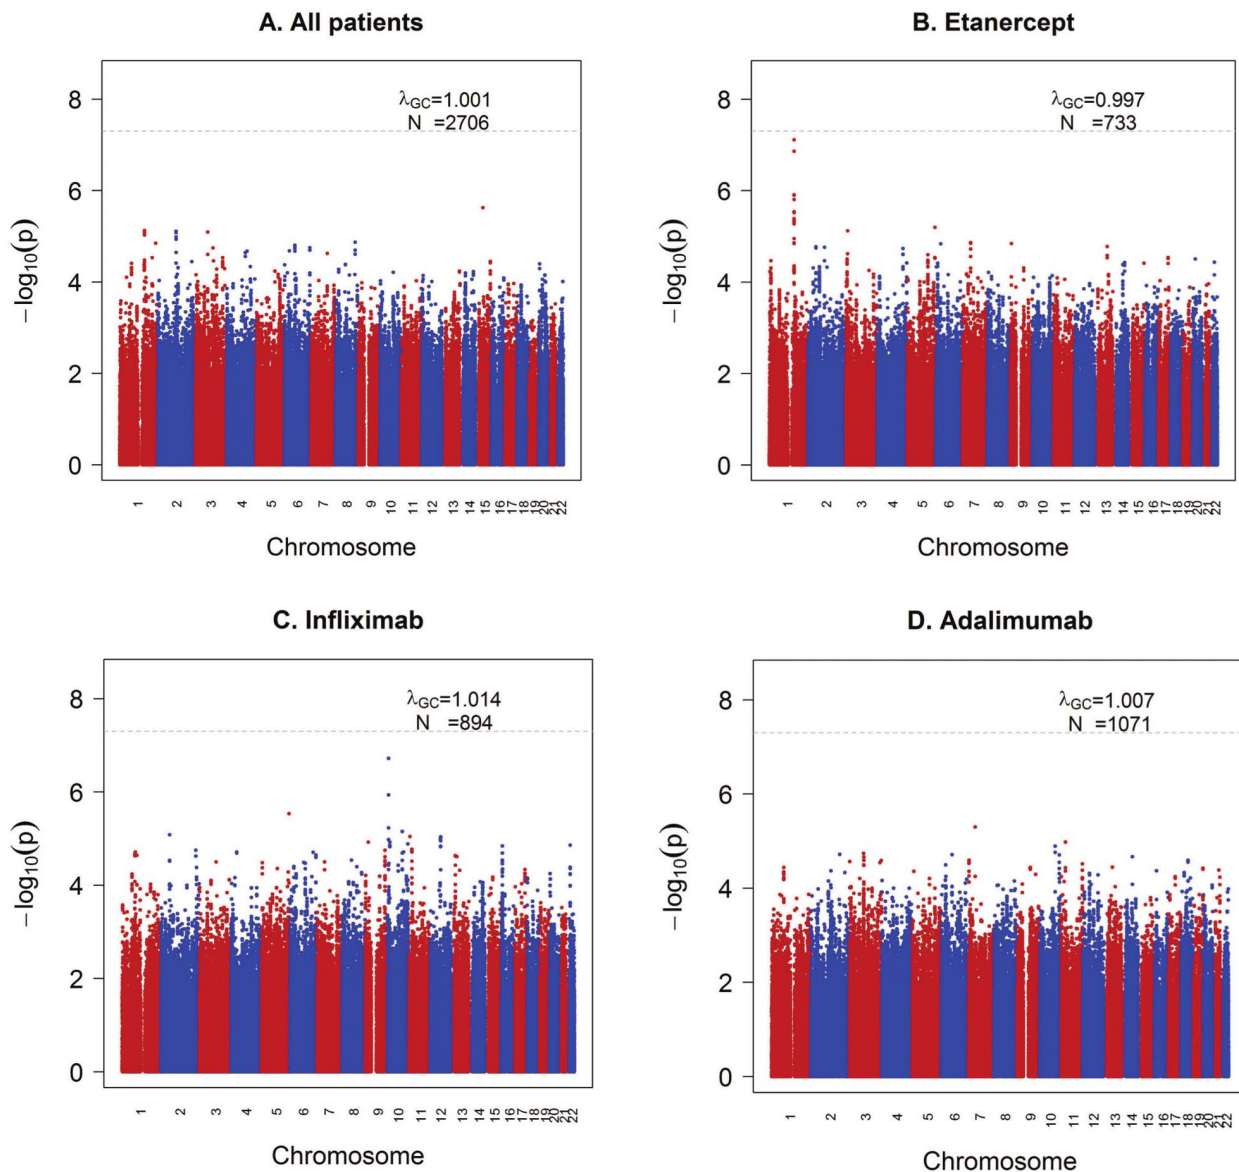 A. All patients
λGC=1.001
N =2706
8
6
4
2
0
−log10(p)
1 2 3 4 5 6 7 8 9 10 11 12 13 14 15 16 17 18 19 20 21 22
Chromosome
B. Etanercept
λGC=0.997
N =733
8
6
4
2
0
−log10(p)
1 2 3 4 5 6 7 8 9 10 11 12 13 14 15 16 17 18 19 20 21 22
Chromosome
C. Infliximab
λGC=1.014
N =894
8
6
4
2
0
−log10(p)
1 2 3 4 5 6 7 8 9 10 11 12 13 14 15 16 17 18 19 20 21 22
Chromosome
D. Adalimumab
λGC=1.007
N =1071
8
6
4
2
0
−log10(p)
1 2 3 4 5 6 7 8 9 10 11 12 13 14 15 16 17 18 19 20 21 22
Chromosome